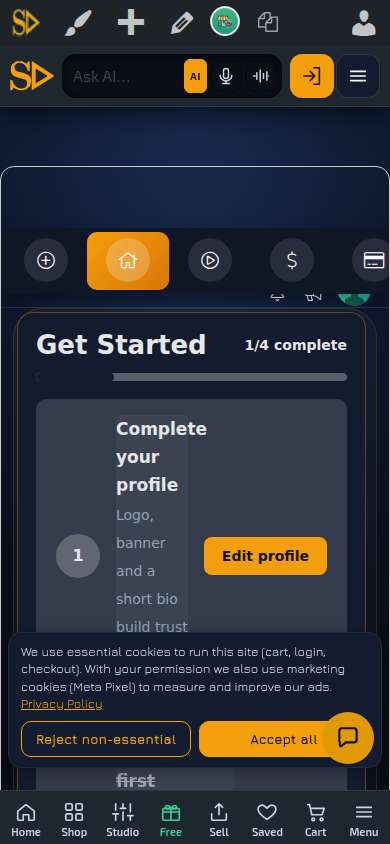 SD
SD
Ask AI...
AI
Get Started
1/4 complete
Complete
your
profile
Logo,
banner
and a
short bio
build trust
1
Edit profile
We use essential cookies to run this site (cart, login,
checkout). With your permission we also use marketing
cookies (Meta Pixel) to measure and improve our ads.
Privacy Policy
Reject non-essential
Accept all
first
Home
Shop
Studio
Free
Sell
Saved
Cart
Menu